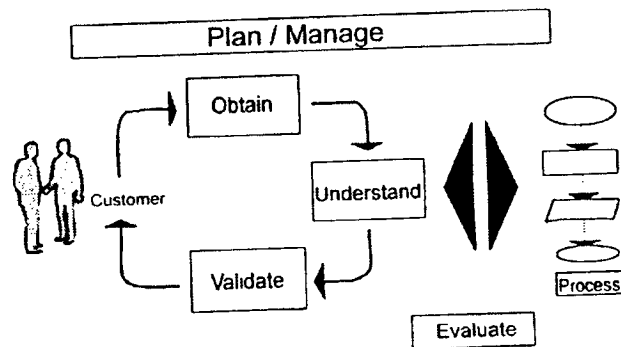 Plan / Manage
Obtain
Customer
Understand
Validate
Process
Evaluate